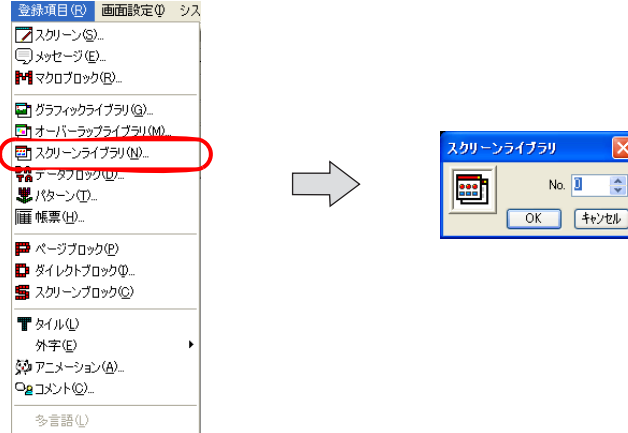 登録項目(R) 画面設定(I) シス
スクリーン(S)...
メッセージ(E)...
マクロブロック(R)...
グラフィックライブラリ(G)...
オーバーラップライブラリ(M)...
スクリーンライブラリ(N)...
データブロック(D)...
パターン(T)...
帳票(H)...
ページブロック(P)
ダイレクトブロック(I)...
スクリーンブロック(C)
タイル(L)
外字(E)
アニメーション(A)...
コメント(C)...
多言語(L)
スクリーンライブラリ
No. 0
OK キャンセル